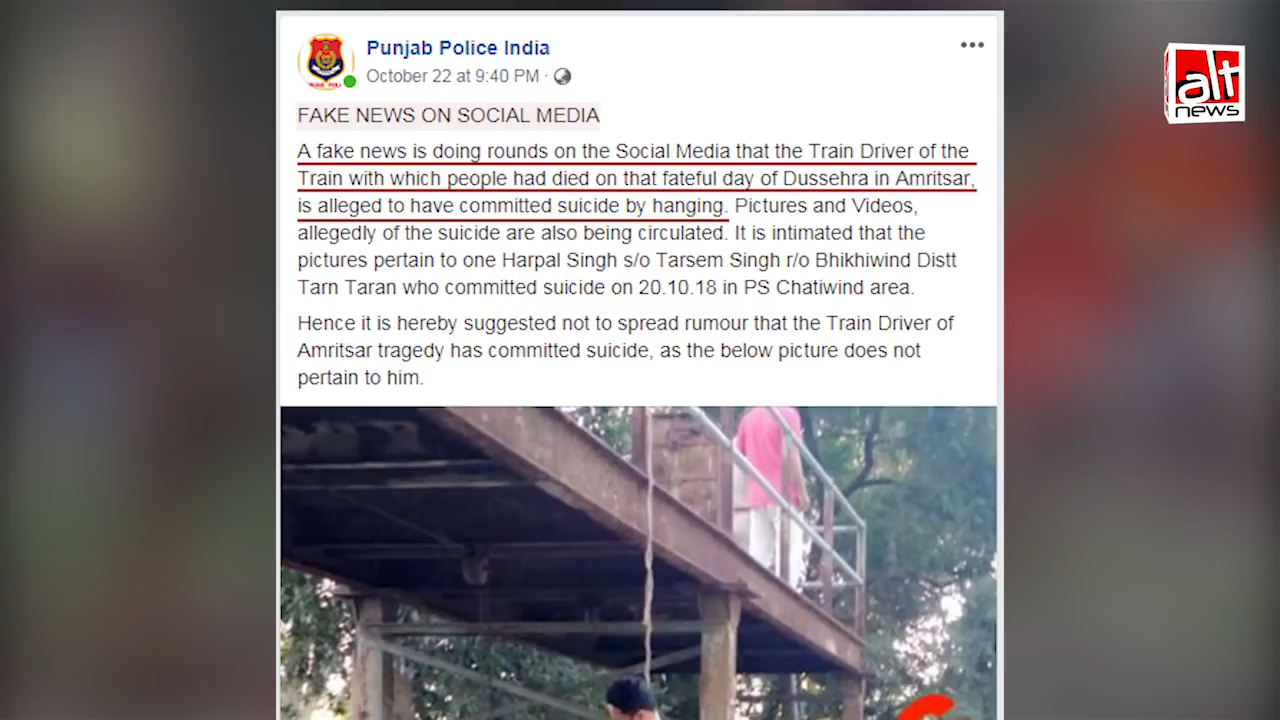 Punjab Police India
October 22 at 9:40 PM ·
alt
news
FAKE NEWS ON SOCIAL MEDIA
A fake news is doing rounds on the Social Media that the Train Driver of the
Train with which people had died on that fateful day of Dussehra in Amritsar,
is alleged to have committed suicide by hanging. Pictures and Videos,
allegedly of the suicide are also being circulated. It is intimated that the
pictures pertain to one Harpal Singh s/o Tarsem Singh r/o Bhikhiwind Distt
Tarn Taran who committed suicide on 20.10.18 in PS Chatiwind area.
Hence it is hereby suggested not to spread rumour that the Train Driver of
Amritsar tragedy has committed suicide, as the below picture does not
pertain to him.